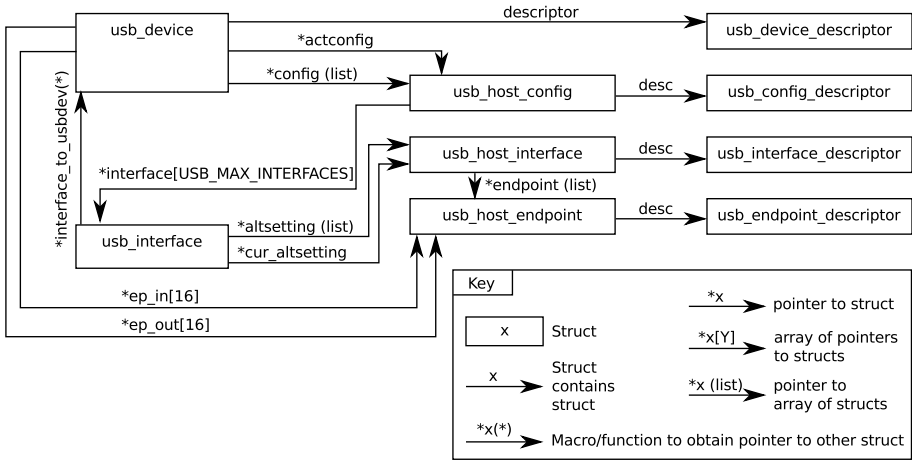 usb_device
descriptor
usb_device_descriptor
*actconfig
*config (list)
usb_host_config
desc
usb_config_descriptor
*interface_to_usbdev(*)
*interface[USB_MAX_INTERFACES]
usb_host_interface
desc
usb_interface_descriptor
*endpoint (list)
usb_interface
*altsetting (list)
*cur_altsetting
usb_host_endpoint
desc
usb_endpoint_descriptor
*ep_in[16]
*ep_out[16]
Key
x
Struct
x
Struct
contains
struct
*x(*)
Macro/function to obtain pointer to other struct
*x
pointer to struct
*x[Y]
array of pointers
to structs
*x (list)
pointer to
array of structs